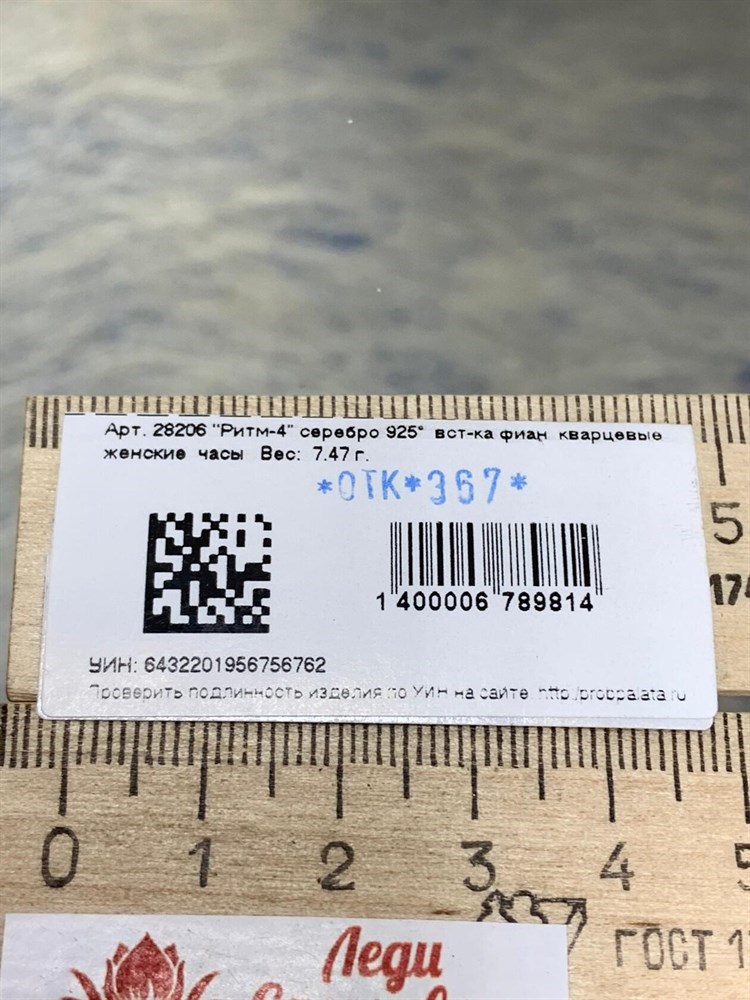 Арт. 28206 "Ритм-4" серебро 925° вст-ка фиан кварцевые
женские часы Вес: 7.47 г.
*ОТК*367*
1 400006 789814
УИН: 6432201956756762
Проверить подлинность изделия по УИН на сайте http:/probpalata.ru
5
174
0 1 2 3 4 5
ГОСТ 17
Леди